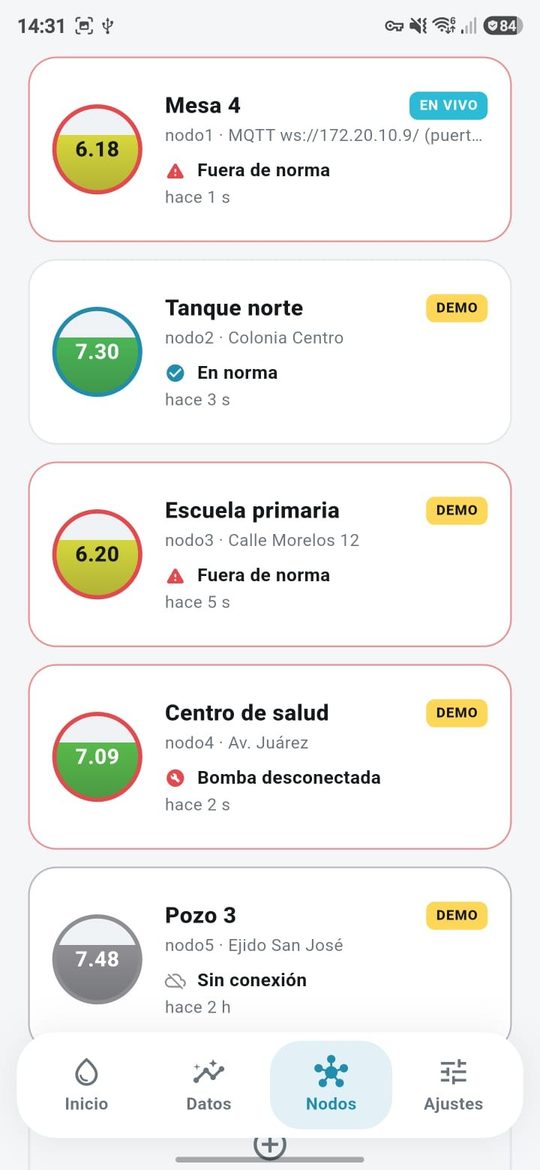 14:31
6
84
Mesa 4
EN VIVO
6.18
nodo1 · MQTT ws://172.20.10.9/ (puert…
Fuera de norma
hace 1 s
Tanque norte
DEMO
7.30
nodo2 · Colonia Centro
En norma
hace 3 s
Escuela primaria
DEMO
6.20
nodo3 · Calle Morelos 12
Fuera de norma
hace 5 s
Centro de salud
DEMO
7.09
nodo4 · Av. Juárez
Bomba desconectada
hace 2 s
Pozo 3
DEMO
7.48
nodo5 · Ejido San José
Sin conexión
hace 2 h
Inicio
Datos
Nodos
Ajustes